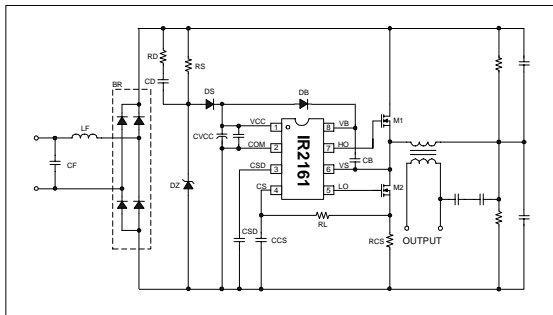 RD
RS
CD
BR
DS
DB
LF
CF
CVCC
VCC
1
8
VB
M1
COM
2
IR2161
7
HO
CSD
3
6
VS
CB
CS
4
5
LO
M2
DZ
CSD
CCS
RL
RCS
OUTPUT